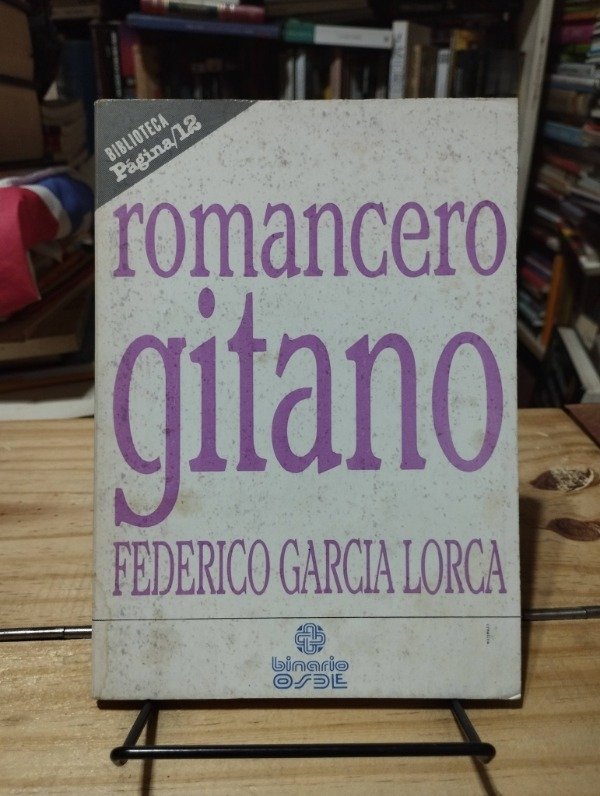 BIBLIOTECA
Página/12
romancero
gitano
FEDERICO GARCIA LORCA
binario
OSDE